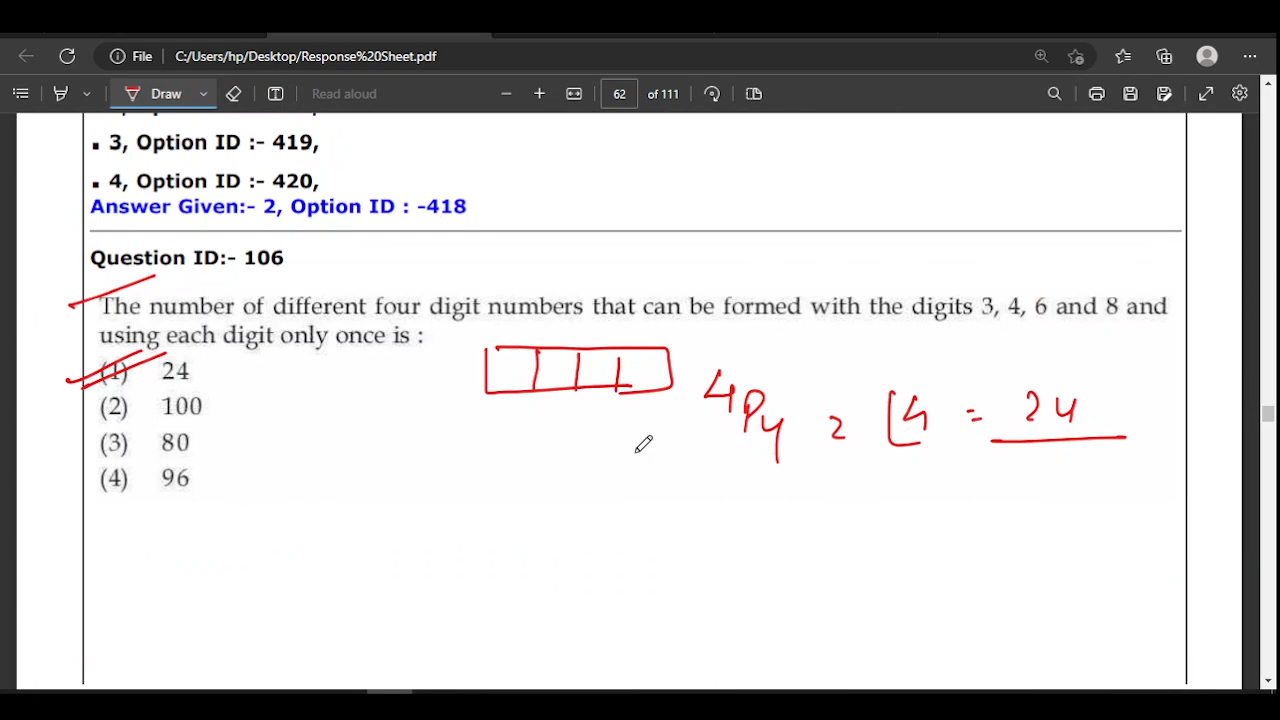 File | C:/Users/hp/Desktop/Response%20Sheet.pdf
Draw Read aloud 62 of 111
3, Option ID :- 419,
4, Option ID :- 420,
Answer Given:- 2, Option ID : -418
Question ID:- 106
The number of different four digit numbers that can be formed with the digits 3, 4, 6 and 8 and
using each digit only once is :
(1) 24
(2) 100
(3) 80
(4) 96
4P4 = ⌊4 = 24